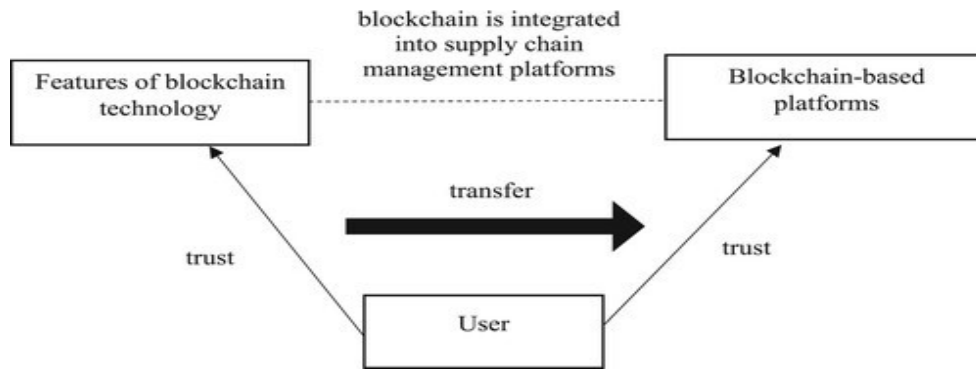 blockchain is integrated
into supply chain
management platforms
Features of blockchain
technology
Blockchain-based
platforms
transfer
trust
trust
User